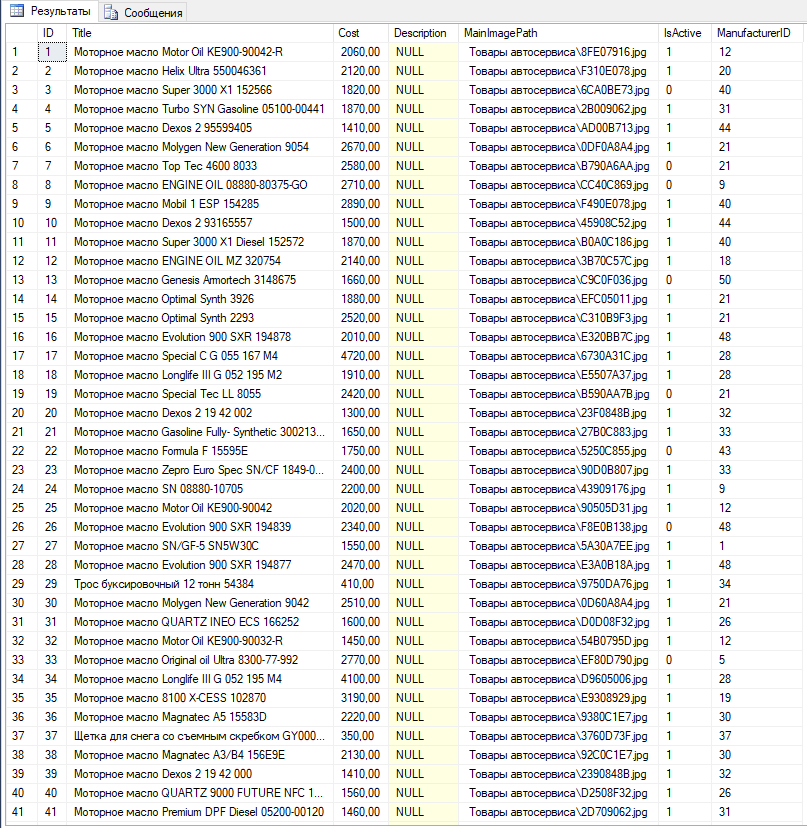 Результаты Сообщения
ID Title Cost Description MainImagePath IsActive ManufacturerID
1 1 Моторное масло Motor Oil KE900-90042-R 2060,00 NULL Товары автосервиса\8FE07916.jpg 1 12
2 2 Моторное масло Helix Ultra 550046361 2120,00 NULL Товары автосервиса\F310E078.jpg 1 20
3 3 Моторное масло Super 3000 X1 152566 1820,00 NULL Товары автосервиса\6CA0BE73.jpg 0 40
4 4 Моторное масло Turbo SYN Gasoline 05100-00441 1870,00 NULL Товары автосервиса\2B009062.jpg 1 31
5 5 Моторное масло Dexos 2 95599405 1410,00 NULL Товары автосервиса\AD00B713.jpg 1 44
6 6 Моторное масло Molygen New Generation 9054 2670,00 NULL Товары автосервиса\0DF0A8A4.jpg 1 21
7 7 Моторное масло Top Tec 4600 8033 2580,00 NULL Товары автосервиса\B790A6AA.jpg 0 21
8 8 Моторное масло ENGINE OIL 08880-80375-GO 2710,00 NULL Товары автосервиса\CC40C869.jpg 0 9
9 9 Моторное масло Mobil 1 ESP 154285 2890,00 NULL Товары автосервиса\F490E078.jpg 1 40
10 10 Моторное масло Dexos 2 93165557 1500,00 NULL Товары автосервиса\45908C52.jpg 1 44
11 11 Моторное масло Super 3000 X1 Diesel 152572 1870,00 NULL Товары автосервиса\B0A0C186.jpg 1 40
12 12 Моторное масло ENGINE OIL MZ 320754 2140,00 NULL Товары автосервиса\3B70C57C.jpg 1 18
13 13 Моторное масло Genesis Armortech 3148675 1660,00 NULL Товары автосервиса\C9C0F036.jpg 0 50
14 14 Моторное масло Optimal Synth 3926 1880,00 NULL Товары автосервиса\EFC05011.jpg 1 21
15 15 Моторное масло Optimal Synth 2293 2520,00 NULL Товары автосервиса\C310B9F3.jpg 1 21
16 16 Моторное масло Evolution 900 SXR 194878 2010,00 NULL Товары автосервиса\E320BB7C.jpg 1 48
17 17 Моторное масло Special С G 055 167 M4 4720,00 NULL Товары автосервиса\6730A31C.jpg 1 28
18 18 Моторное масло Longlife III G 052 195 M2 1910,00 NULL Товары автосервиса\E5507A37.jpg 1 28
19 19 Моторное масло Special Tec LL 8055 2420,00 NULL Товары автосервиса\B590AA7B.jpg 0 21
20 20 Моторное масло Dexos 2 19 42 002 1300,00 NULL Товары автосервиса\23F0848B.jpg 1 32
21 21 Моторное масло Gasoline Fully- Synthetic 300213... 1650,00 NULL Товары автосервиса\27B0C883.jpg 1 33
22 22 Моторное масло Formula F 15595E 1750,00 NULL Товары автосервиса\5250C855.jpg 0 43
23 23 Моторное масло Zepro Euro Spec SN/CF 1849-0... 2400,00 NULL Товары автосервиса\90D0B807.jpg 1 33
24 24 Моторное масло SN 08880-10705 2200,00 NULL Товары автосервиса\43909176.jpg 1 9
25 25 Моторное масло Motor Oil KE900-90042 2020,00 NULL Товары автосервиса\90505D31.jpg 1 12
26 26 Моторное масло Evolution 900 SXR 194839 2340,00 NULL Товары автосервиса\F8E0B138.jpg 0 48
27 27 Моторное масло SN/GF-5 SN5W30C 1550,00 NULL Товары автосервиса\5A30A7EE.jpg 1 1
28 28 Моторное масло Evolution 900 SXR 194877 2470,00 NULL Товары автосервиса\E3A0B18A.jpg 1 48
29 29 Трос буксировочный 12 тонн 54384 410,00 NULL Товары автосервиса\9750DA76.jpg 1 34
30 30 Моторное масло Molygen New Generation 9042 2510,00 NULL Товары автосервиса\0D60A8A4.jpg 1 21
31 31 Моторное масло QUARTZ INEO ECS 166252 1600,00 NULL Товары автосервиса\D0D08F32.jpg 1 26
32 32 Моторное масло Motor Oil KE900-90032-R 1450,00 NULL Товары автосервиса\54B0795D.jpg 1 12
33 33 Моторное масло Original oil Ultra 8300-77-992 2770,00 NULL Товары автосервиса\EF80D790.jpg 0 5
34 34 Моторное масло Longlife III G 052 195 M4 4100,00 NULL Товары автосервиса\D9605006.jpg 1 28
35 35 Моторное масло 8100 X-CESS 102870 3190,00 NULL Товары автосервиса\E9308929.jpg 1 19
36 36 Моторное масло Magnatec A5 15583D 2220,00 NULL Товары автосервиса\9380C1E7.jpg 1 30
37 37 Щетка для снега со съемным скребком GY000... 350,00 NULL Товары автосервиса\3760D73F.jpg 1 37
38 38 Моторное масло Magnatec A3/B4 156E9E 2130,00 NULL Товары автосервиса\92C0C1E7.jpg 1 30
39 39 Моторное масло Dexos 2 19 42 000 1410,00 NULL Товары автосервиса\2390848B.jpg 1 32
40 40 Моторное масло QUARTZ 9000 FUTURE NFC 1... 1560,00 NULL Товары автосервиса\D2508F32.jpg 1 26
41 41 Моторное масло Premium DPF Diesel 05200-00120 1460,00 NULL Товары автосервиса\2D709062.jpg 1 31